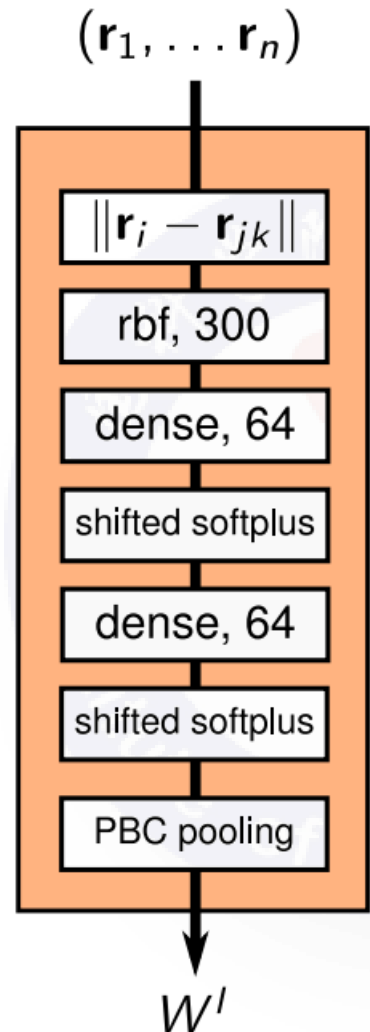 (r₁, . . . rₙ)
∥rᵢ − rⱼₖ∥
rbf, 300
dense, 64
shifted softplus
dense, 64
shifted softplus
PBC pooling
Wˡ